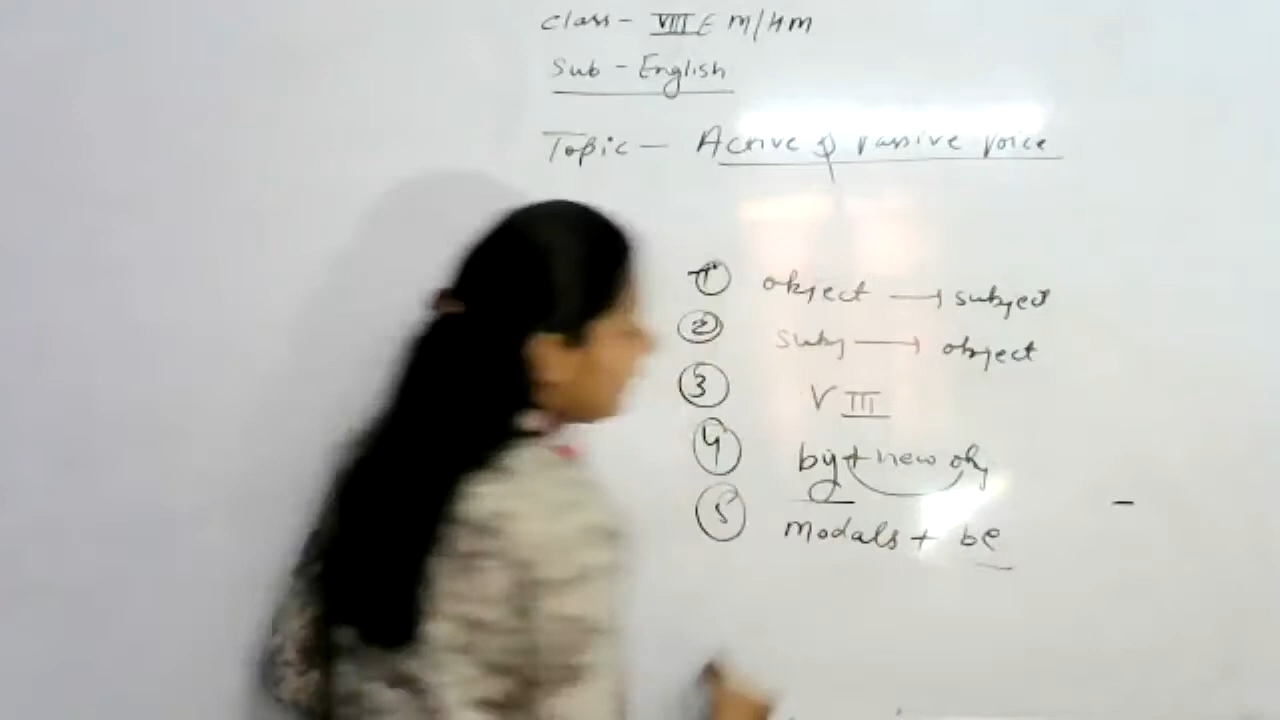 Class - VIII E M/HM
Sub - English
Topic - Active & passive voice
① object → subject
② subj → object
③ V III
④ by + new obj
⑤ Modals + be